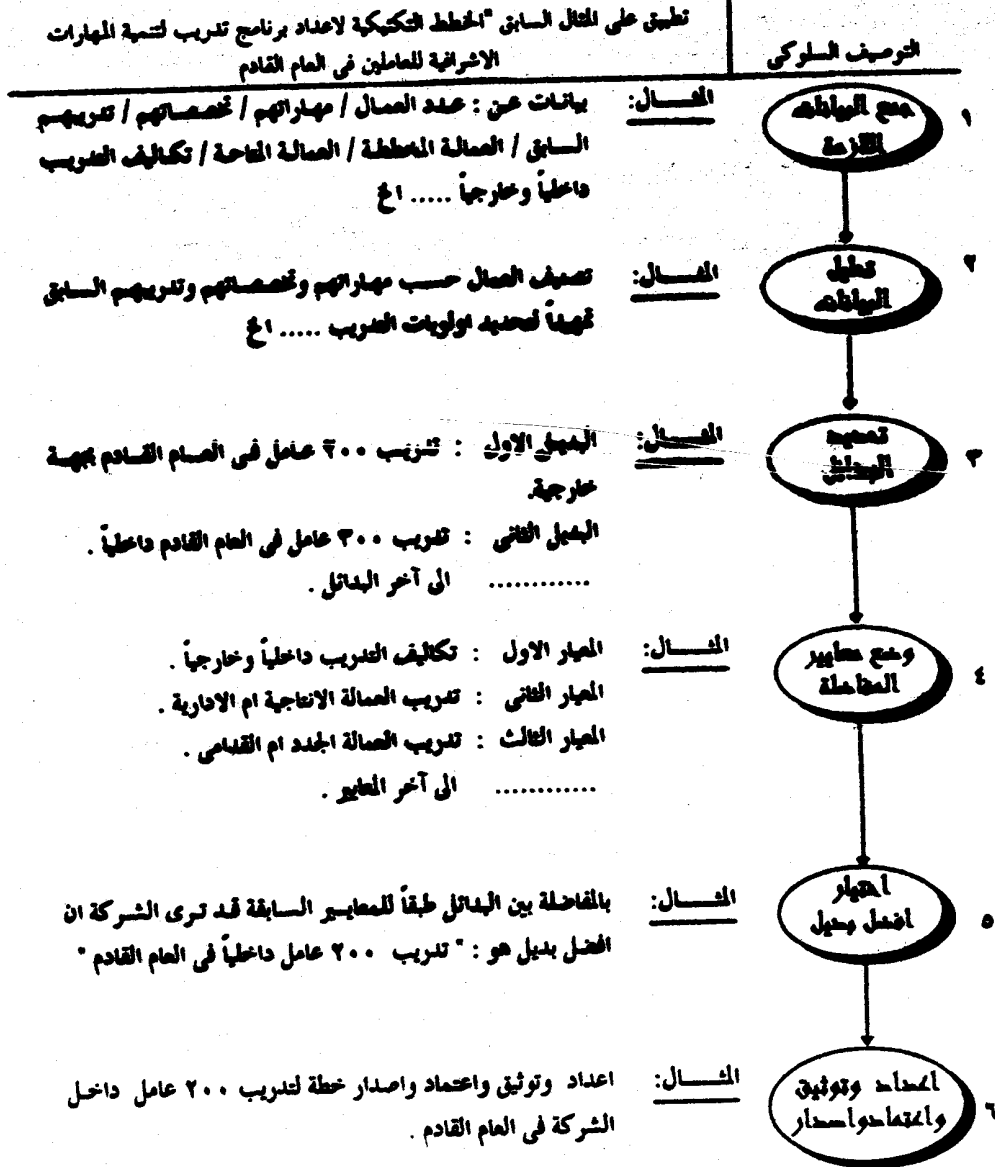 تطبيق على المثال السابق "الخطط التكتيكية لاعداد برنامج تدريب لتنمية المهارات
الاشرافية للعاملين فى العام القادم
التوصيف السلوكى
١
جمع البيانات
اللازمة
المثــال:
بيانات عن : عدد العمال / مهاراتهم / تخصصاتهم / تدريبهم
السابق / العمالة المخططة / العمالة المتاحة / تكاليف التدريب
داخلياً وخارجياً ..... الخ
٢
تحليل
البيانات
المثــال:
تصنيف العمال حسب مهاراتهم وتخصصاتهم وتدريبهم السابق
تمهيداً لتحديد اولويات التدريب ..... الخ
٣
تحديد
البدائل
المثــال:
البديل الاول : تدريب ٢٠٠ عامل فى العام القادم بجهة
خارجية.
البديل الثانى : تدريب ٣٠٠ عامل فى العام القادم داخلياً .
............ الى آخر البدائل .
٤
وضع معايير
المفاضلة
المثــال:
المعيار الاول : تكاليف التدريب داخلياً وخارجياً .
المعيار الثانى : تدريب العمالة الانتاجية ام الادارية .
المعيار الثالث : تدريب العمالة الجدد ام القدامى .
............ الى آخر المعايير .
٥
اختيار
افضل بديل
المثــال:
بالمفاضلة بين البدائل طبقاً للمعايير السابقة قد ترى الشركة ان
افضل بديل هو : " تدريب ٢٠٠ عامل داخلياً فى العام القادم "
٦
اعداد وتوثيق
واعتماد واصدار
المثــال:
اعداد وتوثيق واعتماد واصدار خطة لتدريب ٢٠٠ عامل داخل
الشركة فى العام القادم .